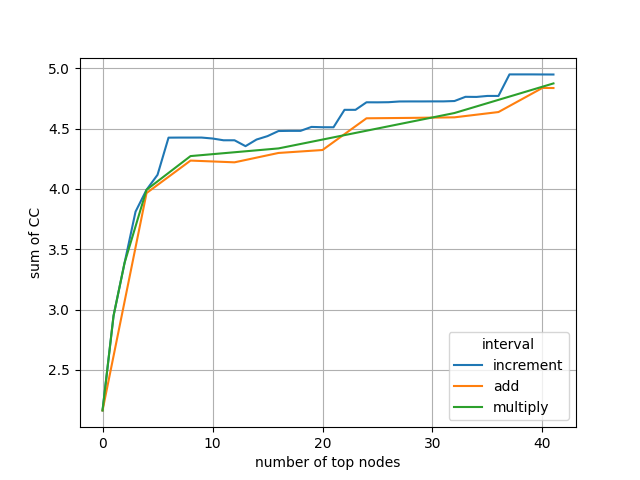 5.0
4.5
4.0
3.5
3.0
2.5
sum of CC
0 10 20 30 40
number of top nodes
interval
increment
add
multiply